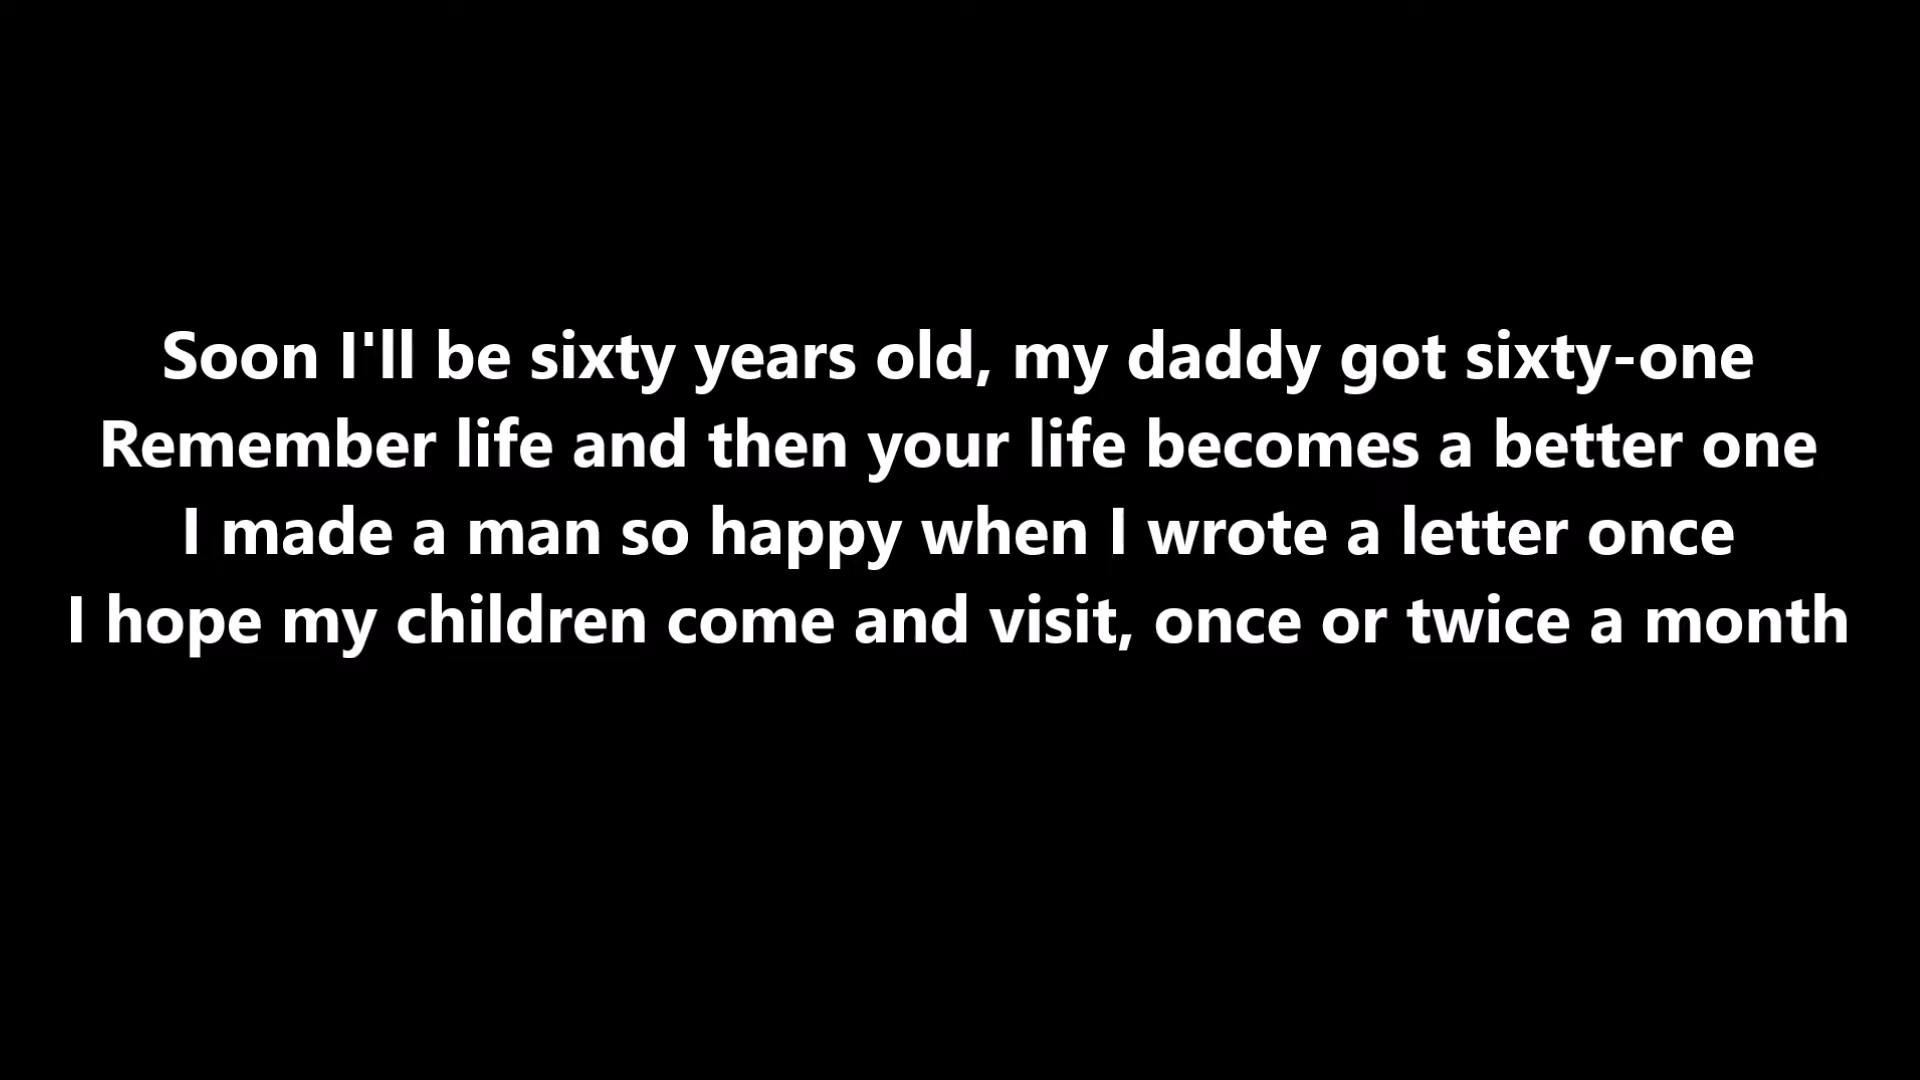 Soon I'll be sixty years old, my daddy got sixty-one
Remember life and then your life becomes a better one
I made a man so happy when I wrote a letter once
I hope my children come and visit, once or twice a month